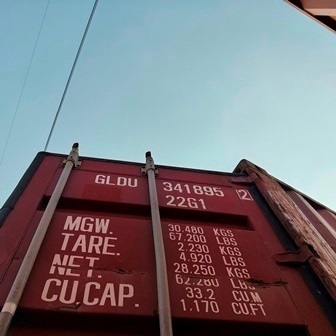 GLDU 341895 2
22G1
MGW. 30.480 KGS
67.200 LBS
TARE. 2.230 KGS
4.920 LBS
NET. 28.250 KGS
62.280 LBS
CU.CAP. 33.2 CU.M
1.170 CU.FT